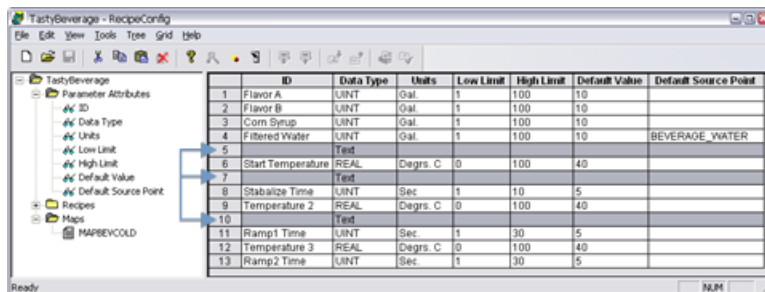 TastyBeverage - RecipeConfig
File Edit View Tools Tree Grid Help
TastyBeverage
Parameter Attributes
ID
Data Type
Units
Low Limit
High Limit
Default Value
Default Source Point
Recipes
Maps
MAPBEVCOLD
ID Data Type Units Low Limit High Limit Default Value Default Source Point
1 Flavor A UINT Gal. 1 100 10
2 Flavor B UINT Gal. 1 100 10
3 Corn Syrup UINT Gal. 1 100 10
4 Filtered Water UINT Gal. 1 100 10 BEVERAGE_WATER
5 Text
6 Start Temperature REAL Degrs. C 0 100 40
7 Text
8 Stabalize Time UINT Sec 1 10 5
9 Temperature 2 REAL Degrs. C 0 100 40
10 Text
11 Ramp1 Time UINT Sec. 1 30 5
12 Temperature 3 REAL Degrs. C 0 100 40
13 Ramp2 Time UINT Sec. 1 30 5
Ready NUM